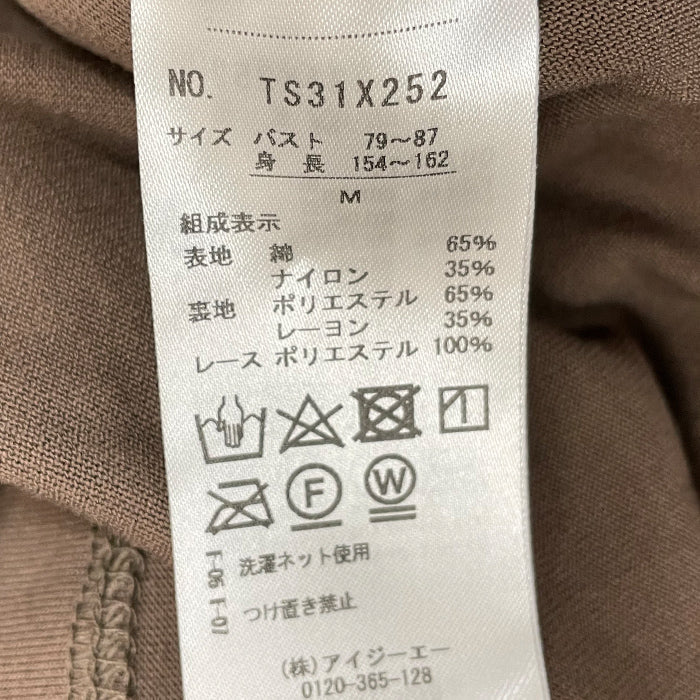 NO. TS31X252
サイズ バスト 79～87
身長 154～162
M
組成表示
表地 綿 65%
ナイロン 35%
裏地 ポリエステル 65%
レーヨン 35%
レース ポリエステル 100%
F W
T-05 洗濯ネット使用
T-07 つけ置き禁止
(株)アイジーエー
0120-365-128